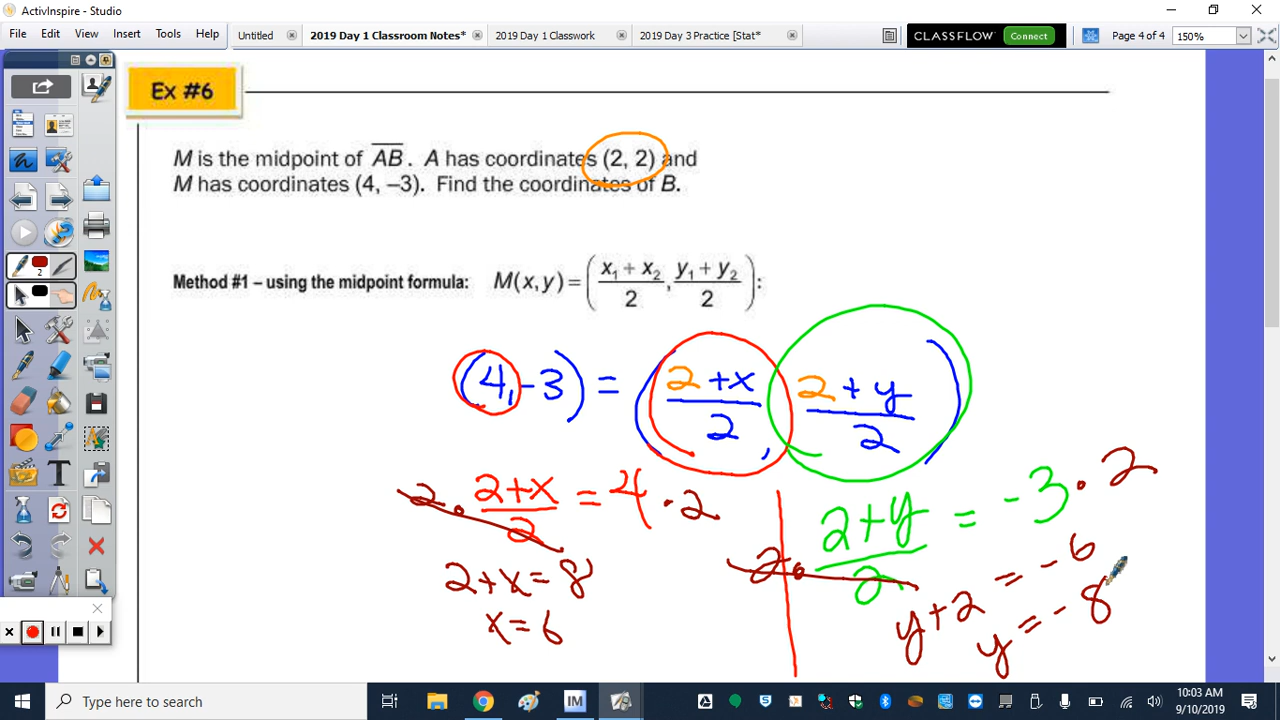 ActivInspire - Studio
File Edit View Insert Tools Help
Untitled
2019 Day 1 Classroom Notes*
2019 Day 1 Classwork
2019 Day 3 Practice [Stat*
CLASSFLOW Connect
Page 4 of 4
150%
Ex #6
M is the midpoint of AB. A has coordinates (2, 2) and
M has coordinates (4, −3). Find the coordinates of B.
Method #1 – using the midpoint formula: M(x,y) = ( x₁ + x₂ / 2 , y₁ + y₂ / 2 ):
(4, -3) = ( 2 + x / 2 , 2 + y / 2 )
2 · 2+x / 2 = 4 · 2
2+x = 8
x = 6
2 · 2+y / 2 = -3 · 2
y+2 = -6
y = -8
2
T
IM
Type here to search
10:03 AM
9/10/2019